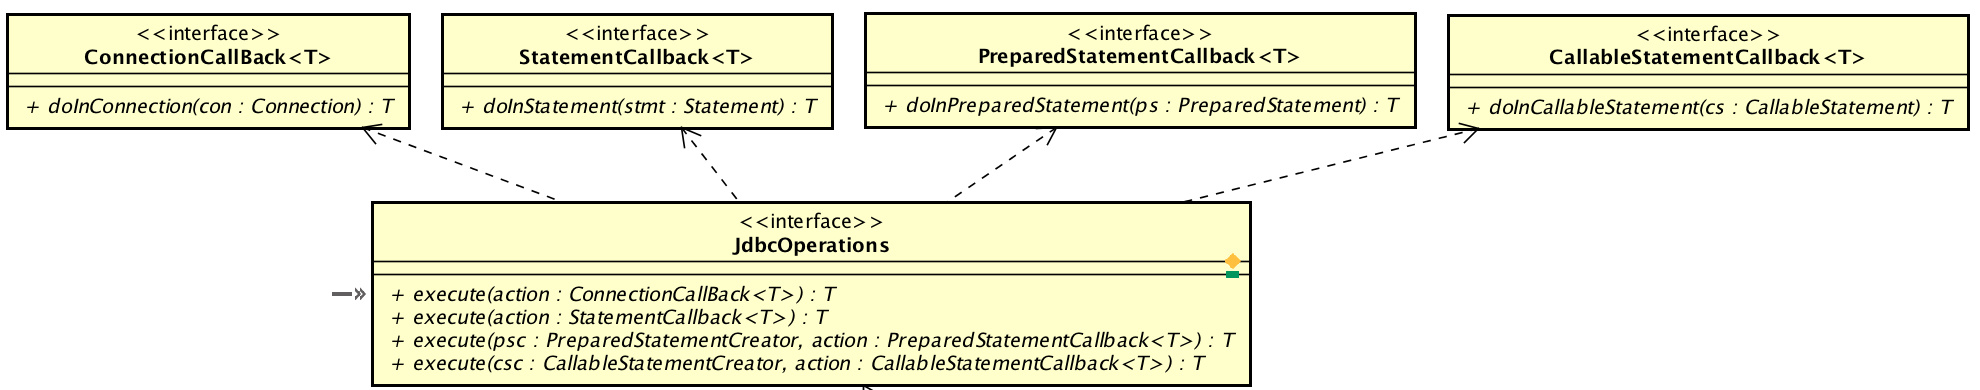 <<interface>>
ConnectionCallBack<T>
+ doInConnection(con : Connection) : T
<<interface>>
StatementCallback<T>
+ doInStatement(stmt : Statement) : T
<<interface>>
PreparedStatementCallback<T>
+ doInPreparedStatement(ps : PreparedStatement) : T
<<interface>>
CallableStatementCallback<T>
+ doInCallableStatement(cs : CallableStatement) : T
<<interface>>
JdbcOperations
+ execute(action : ConnectionCallBack<T>) : T
+ execute(action : StatementCallback<T>) : T
+ execute(psc : PreparedStatementCreator, action : PreparedStatementCallback<T>) : T
+ execute(csc : CallableStatementCreator, action : CallableStatementCallback<T>) : T